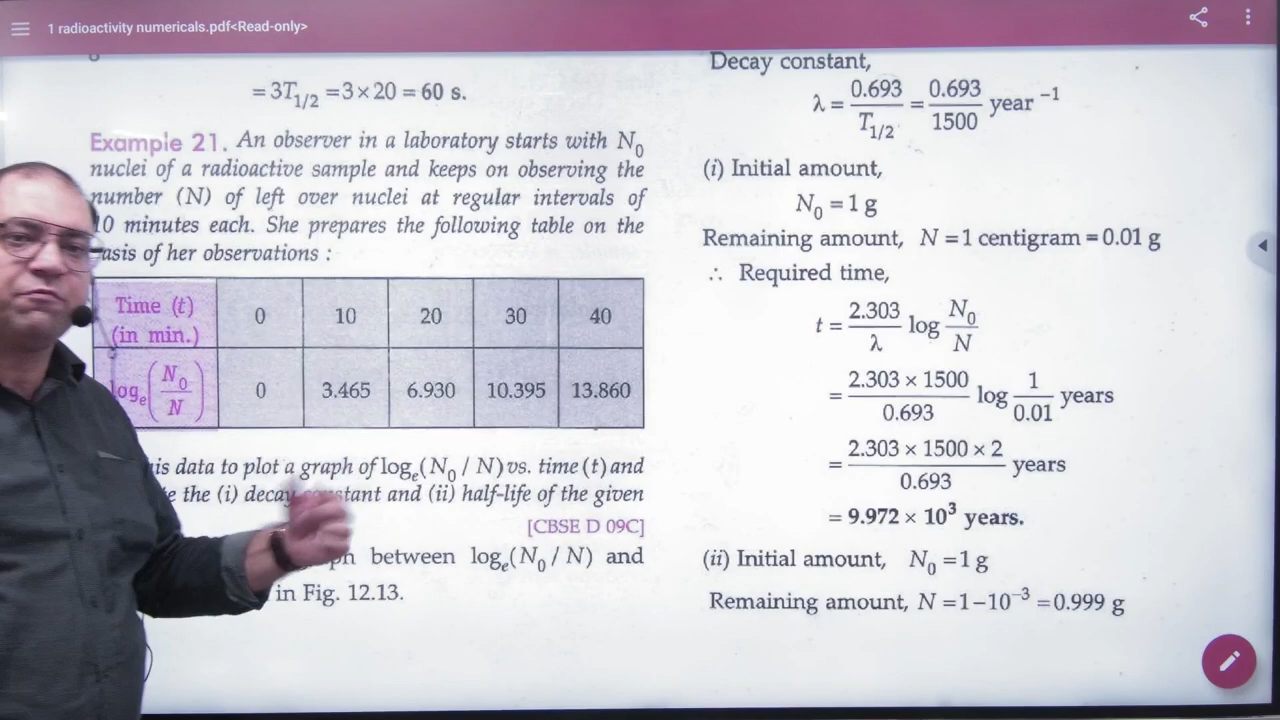 1 radioactivity numericals.pdf<Read-only>
= 3T1/2 = 3 × 20 = 60 s.
Example 21. An observer in a laboratory starts with N0
nuclei of a radioactive sample and keeps on observing the
number (N) of left over nuclei at regular intervals of
10 minutes each. She prepares the following table on the
asis of her observations :
Time (t) (in min.) 0 10 20 30 40
loge(N0/N) 0 3.465 6.930 10.395 13.860
is data to plot a graph of loge(N0 / N) vs. time (t) and
the (i) decay constant and (ii) half-life of the given
[CBSE D 09C]
between loge(N0 / N) and
in Fig. 12.13.
Decay constant,
λ = 0.693/T1/2 = 0.693/1500 year⁻¹
(i) Initial amount,
N0 = 1 g
Remaining amount, N = 1 centigram = 0.01 g
∴ Required time,
t = 2.303/λ log N0/N
= 2.303 × 1500/0.693 log 1/0.01 years
= 2.303 × 1500 × 2/0.693 years
= 9.972 × 10³ years.
(ii) Initial amount, N0 = 1 g
Remaining amount, N = 1 − 10⁻³ = 0.999 g